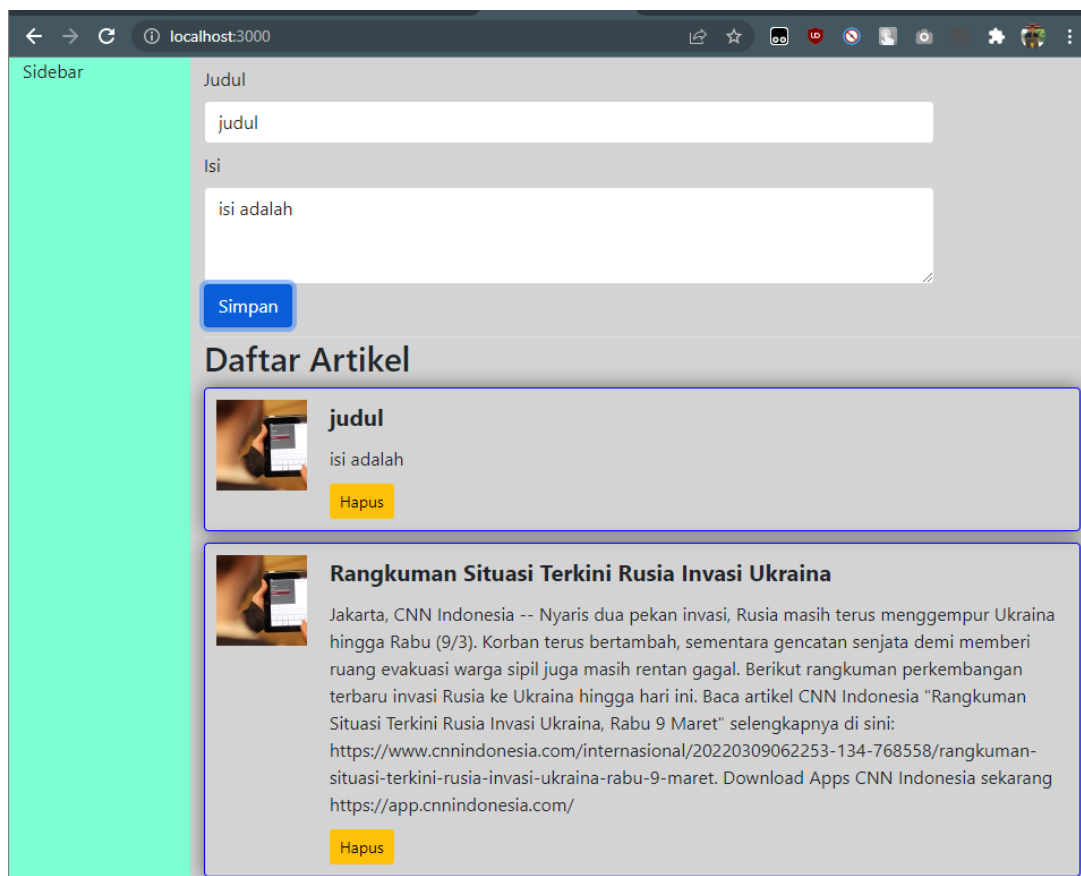 localhost:3000
Sidebar
Judul
judul
Isi
isi adalah
Simpan
Daftar Artikel
judul
isi adalah
Hapus
Rangkuman Situasi Terkini Rusia Invasi Ukraina
Jakarta, CNN Indonesia -- Nyaris dua pekan invasi, Rusia masih terus menggempur Ukraina
hingga Rabu (9/3). Korban terus bertambah, sementara gencatan senjata demi memberi
ruang evakuasi warga sipil juga masih rentan gagal. Berikut rangkuman perkembangan
terbaru invasi Rusia ke Ukraina hingga hari ini. Baca artikel CNN Indonesia "Rangkuman
Situasi Terkini Rusia Invasi Ukraina, Rabu 9 Maret" selengkapnya di sini:
https://www.cnnindonesia.com/internasional/20220309062253-134-768558/rangkuman-
situasi-terkini-rusia-invasi-ukraina-rabu-9-maret. Download Apps CNN Indonesia sekarang
https://app.cnnindonesia.com/
Hapus